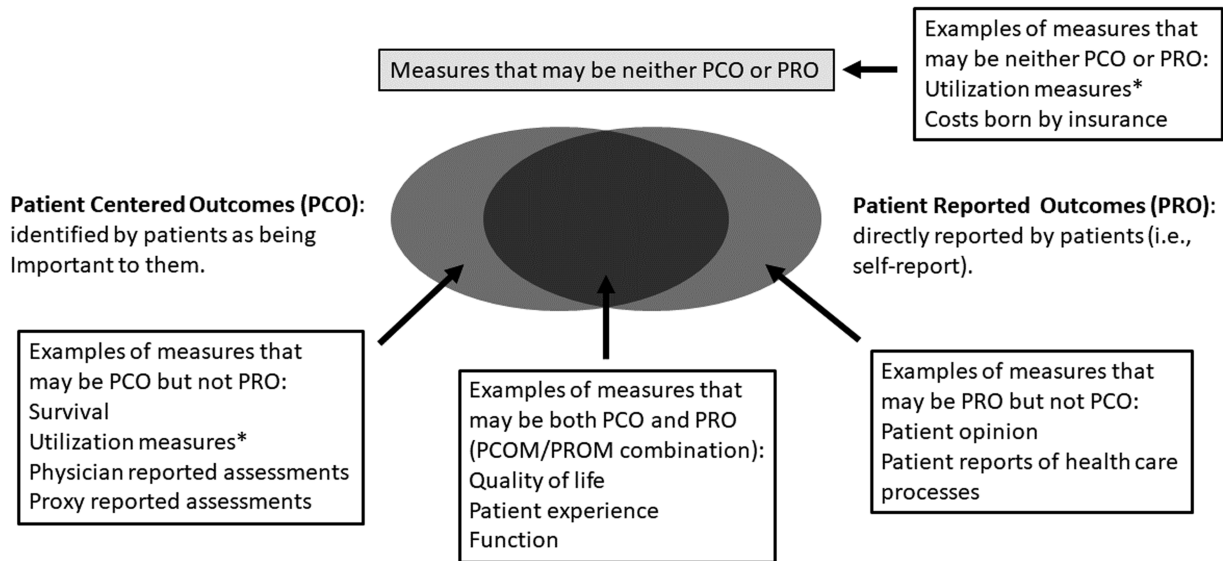 Measures that may be neither PCO or PRO
Examples of measures that
may be neither PCO or PRO:
Utilization measures*
Costs born by insurance
Patient Centered Outcomes (PCO):
identified by patients as being
Important to them.
Patient Reported Outcomes (PRO):
directly reported by patients (i.e.,
self-report).
Examples of measures that
may be PCO but not PRO:
Survival
Utilization measures*
Physician reported assessments
Proxy reported assessments
Examples of measures that
may be both PCO and PRO
(PCOM/PROM combination):
Quality of life
Patient experience
Function
Examples of measures that
may be PRO but not PCO:
Patient opinion
Patient reports of health care
processes